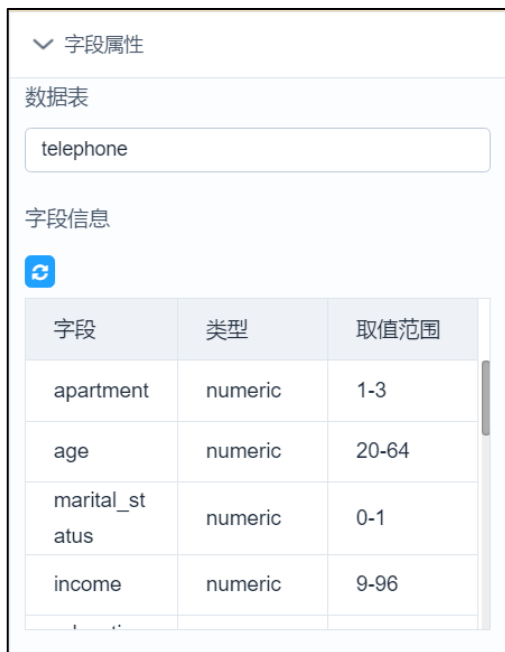 字段属性
数据表
telephone
字段信息
字段 类型 取值范围
apartment numeric 1-3
age numeric 20-64
marital_st
atus numeric 0-1
income numeric 9-96